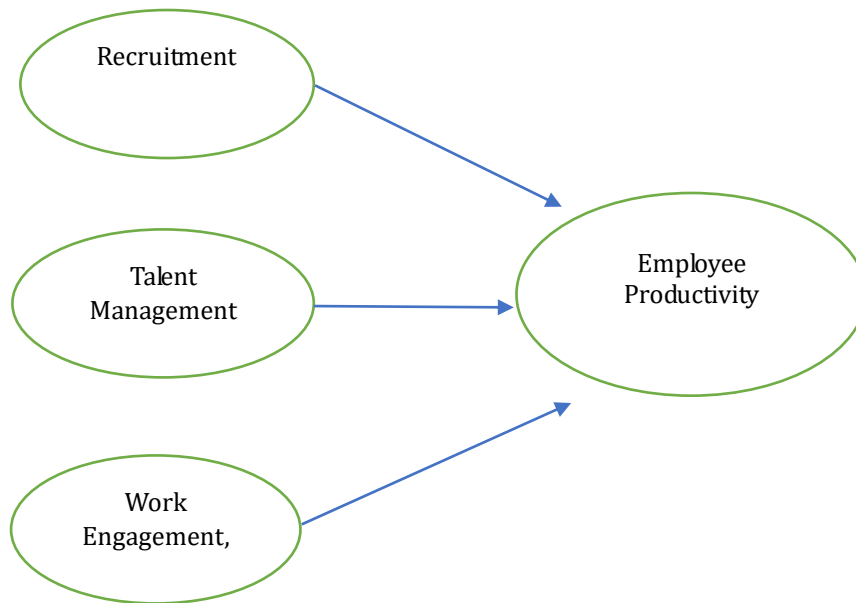 Recruitment
Talent
Management
Employee
Productivity
Work
Engagement,